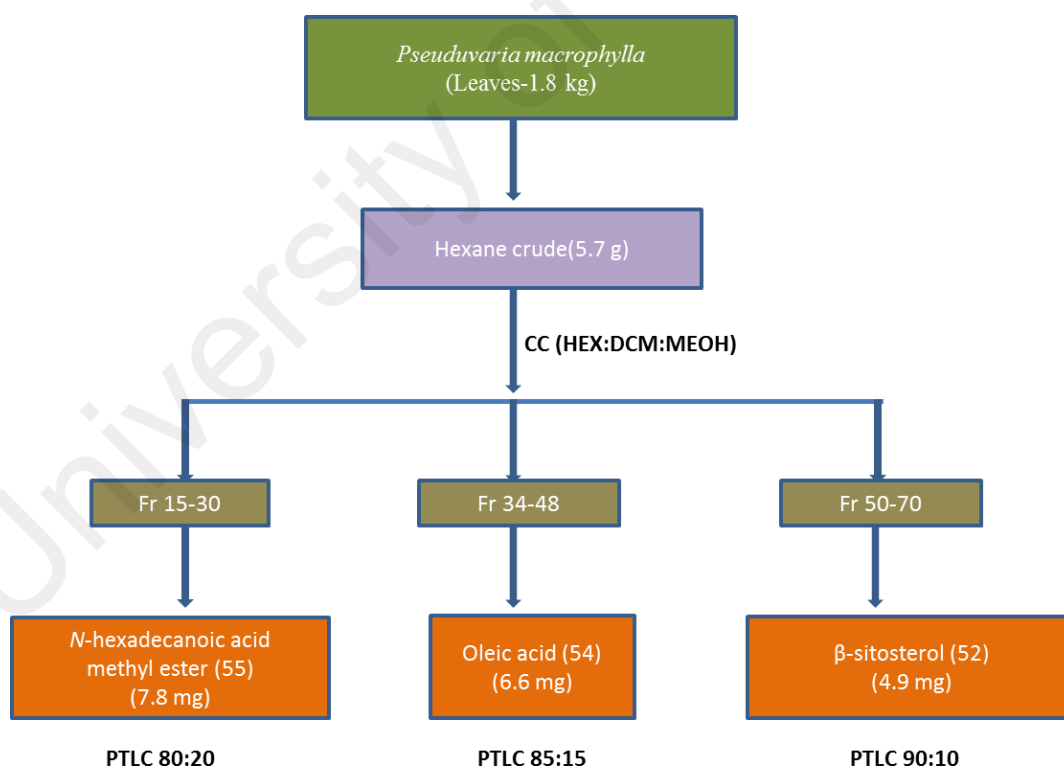 Pseuduvaria macrophylla
(Leaves-1.8 kg)
Hexane crude(5.7 g)
CC (HEX:DCM:MEOH)
Fr 15-30
Fr 34-48
Fr 50-70
N-hexadecanoic acid
methyl ester (55)
(7.8 mg)
Oleic acid (54)
(6.6 mg)
β-sitosterol (52)
(4.9 mg)
PTLC 80:20
PTLC 85:15
PTLC 90:10
University of